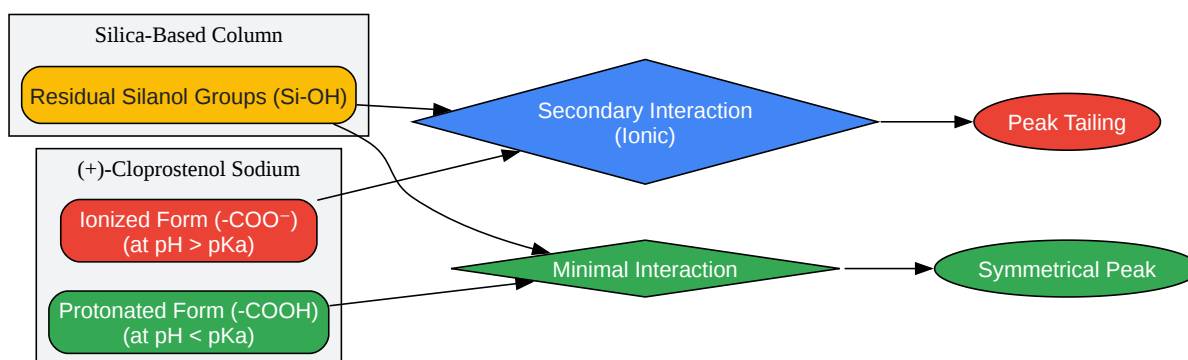 Silica-Based Column
Residual Silanol Groups (Si-OH)
(+)-Cloprostenol Sodium
Ionized Form (-COO⁻)
(at pH > pKa)
Protonated Form (-COOH)
(at pH < pKa)
Secondary Interaction
(Ionic)
Minimal Interaction
Peak Tailing
Symmetrical Peak